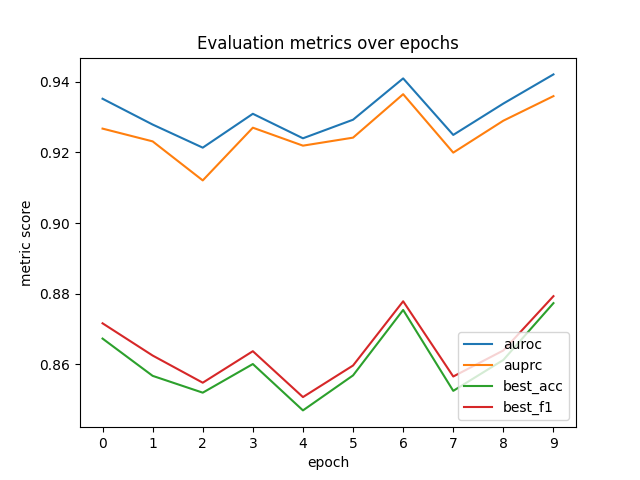 Evaluation metrics over epochs
metric score
0.94
0.92
0.90
0.88
0.86
auroc
auprc
best_acc
best_f1
0 1 2 3 4 5 6 7 8 9
epoch